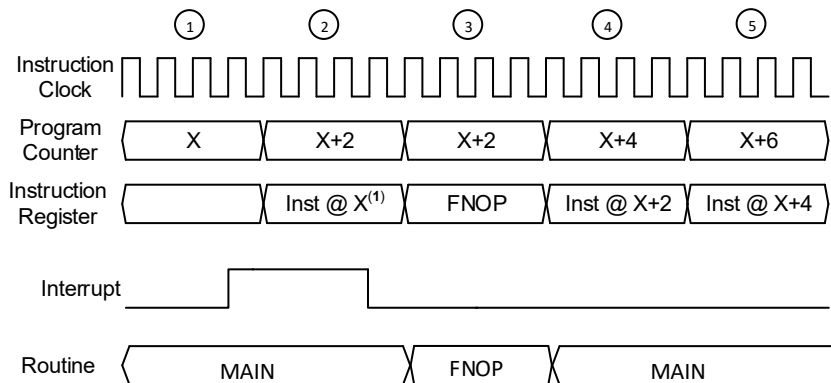 1 2 3 4 5
Instruction
Clock
Program
Counter
X X+2 X+2 X+4 X+6
Instruction
Register
Inst @ X(1) FNOP Inst @ X+2 Inst @ X+4
Interrupt
Routine MAIN FNOP MAIN